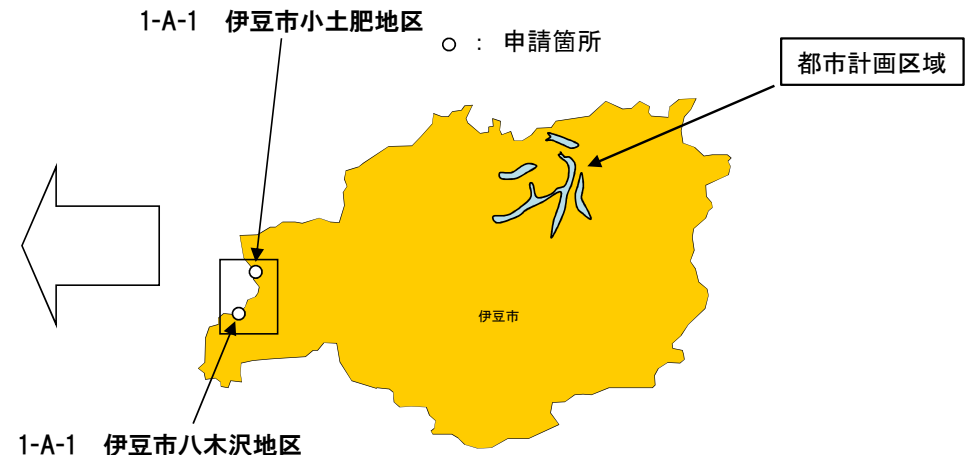 1-A-1 伊豆市小土肥地区
○ : 申請箇所
都市計画区域
伊豆市
1-A-1 伊豆市八木沢地区